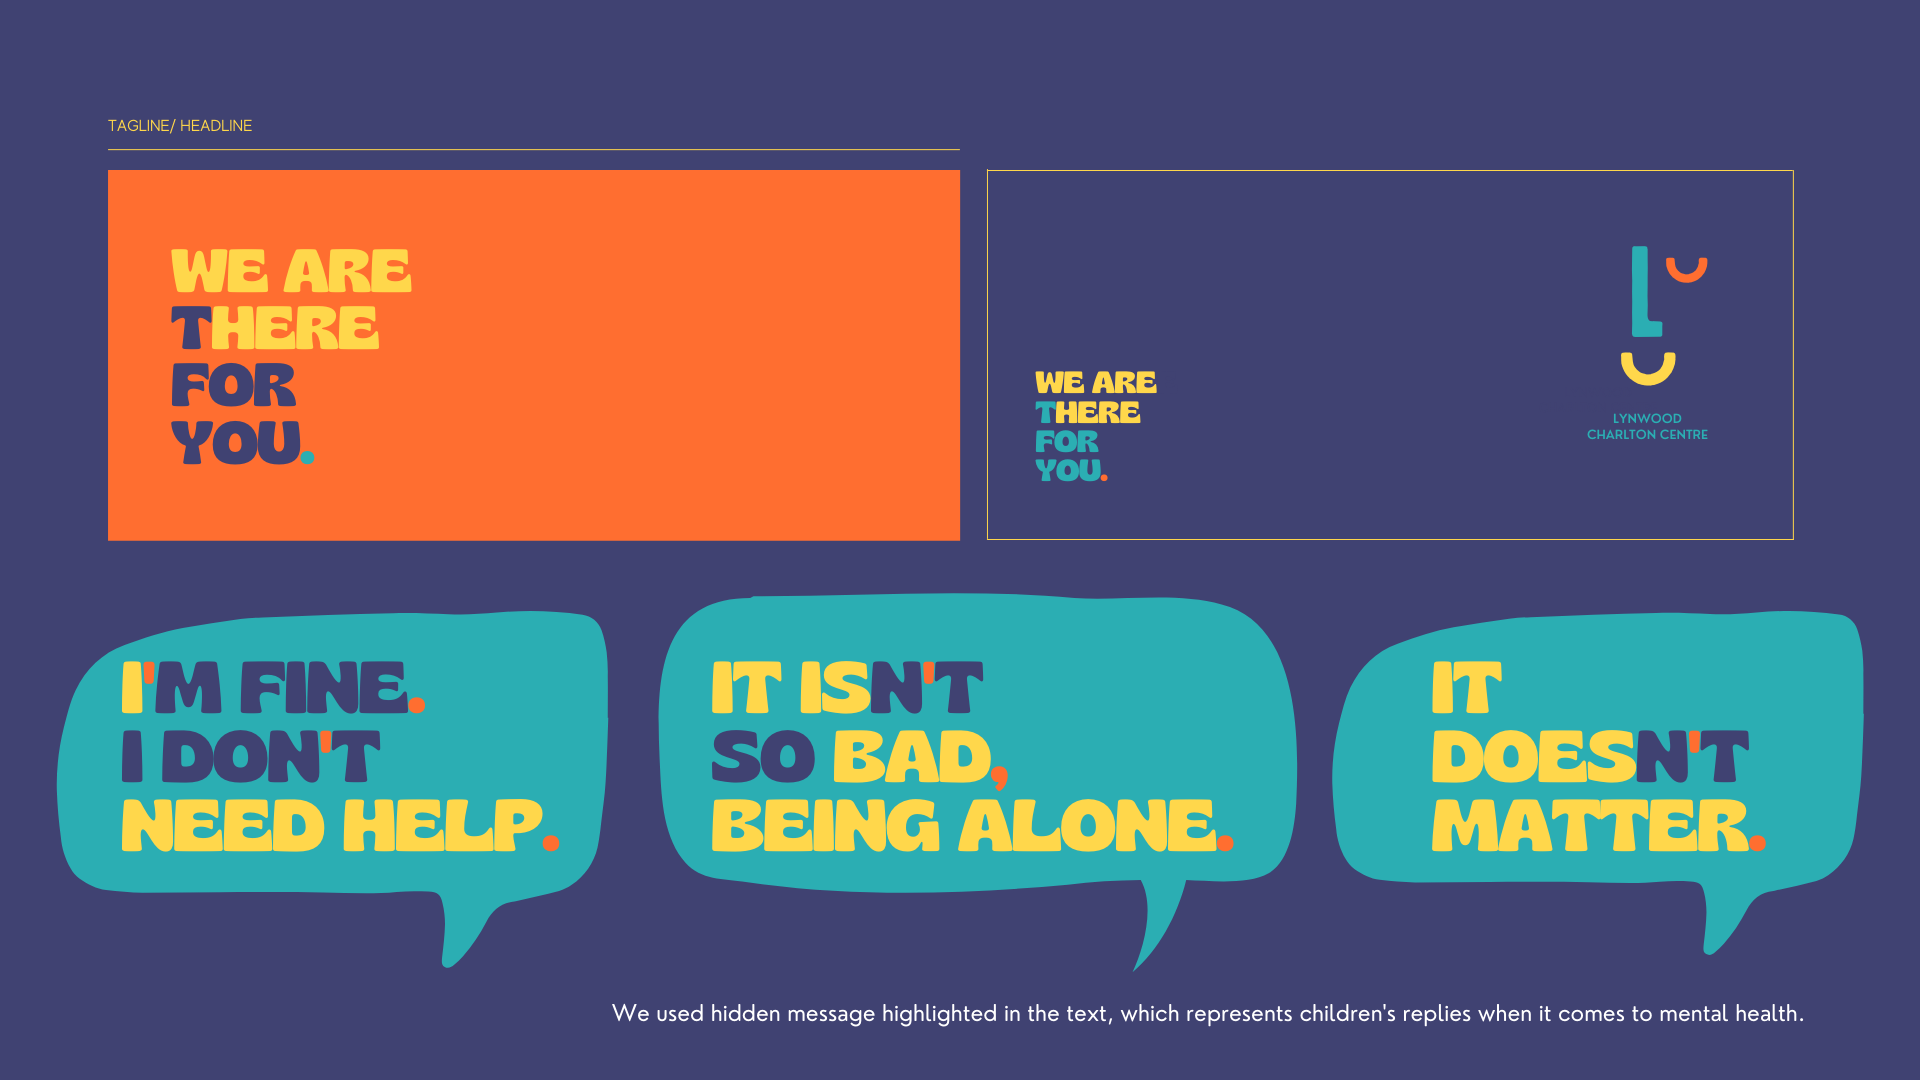 TAGLINE/ HEADLINE
WE ARE
THERE
FOR
YOU.
WE ARE
THERE
FOR
YOU.
LYNWOOD
CHARLTON CENTRE
I'M FINE.
I DON'T
NEED HELP.
IT ISN'T
SO BAD,
BEING ALONE.
IT
DOESN'T
MATTER.
We used hidden message highlighted in the text, which represents children's replies when it comes to mental health.